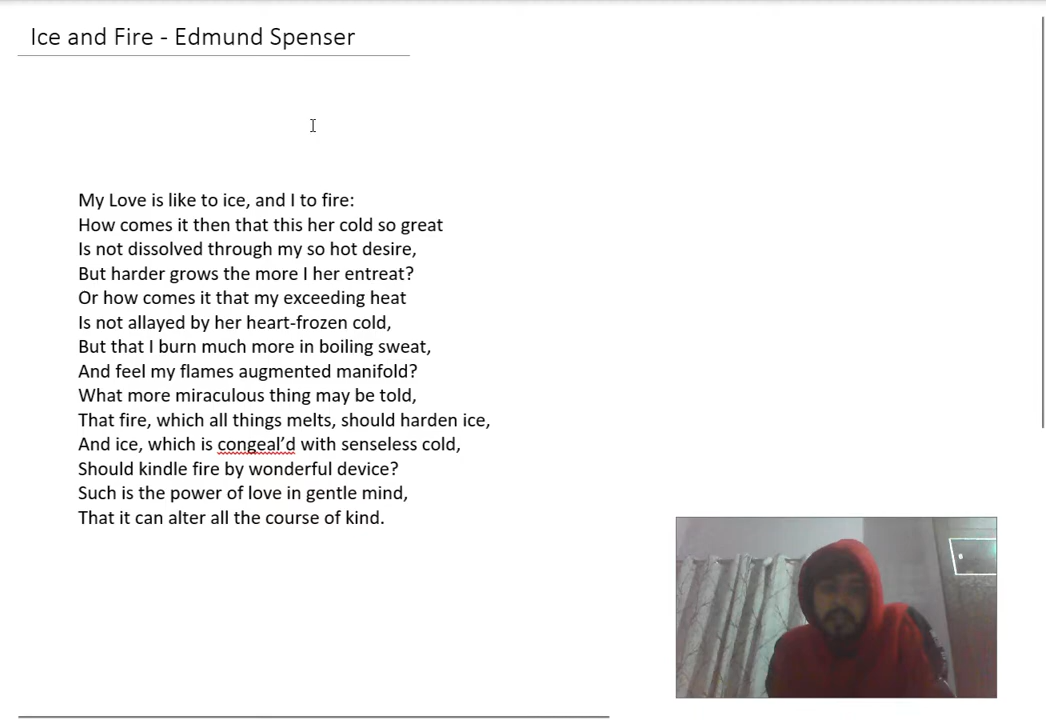 Ice and Fire - Edmund Spenser
My Love is like to ice, and I to fire:
How comes it then that this her cold so great
Is not dissolved through my so hot desire,
But harder grows the more I her entreat?
Or how comes it that my exceeding heat
Is not allayed by her heart-frozen cold,
But that I burn much more in boiling sweat,
And feel my flames augmented manifold?
What more miraculous thing may be told,
That fire, which all things melts, should harden ice,
And ice, which is congeal’d with senseless cold,
Should kindle fire by wonderful device?
Such is the power of love in gentle mind,
That it can alter all the course of kind.